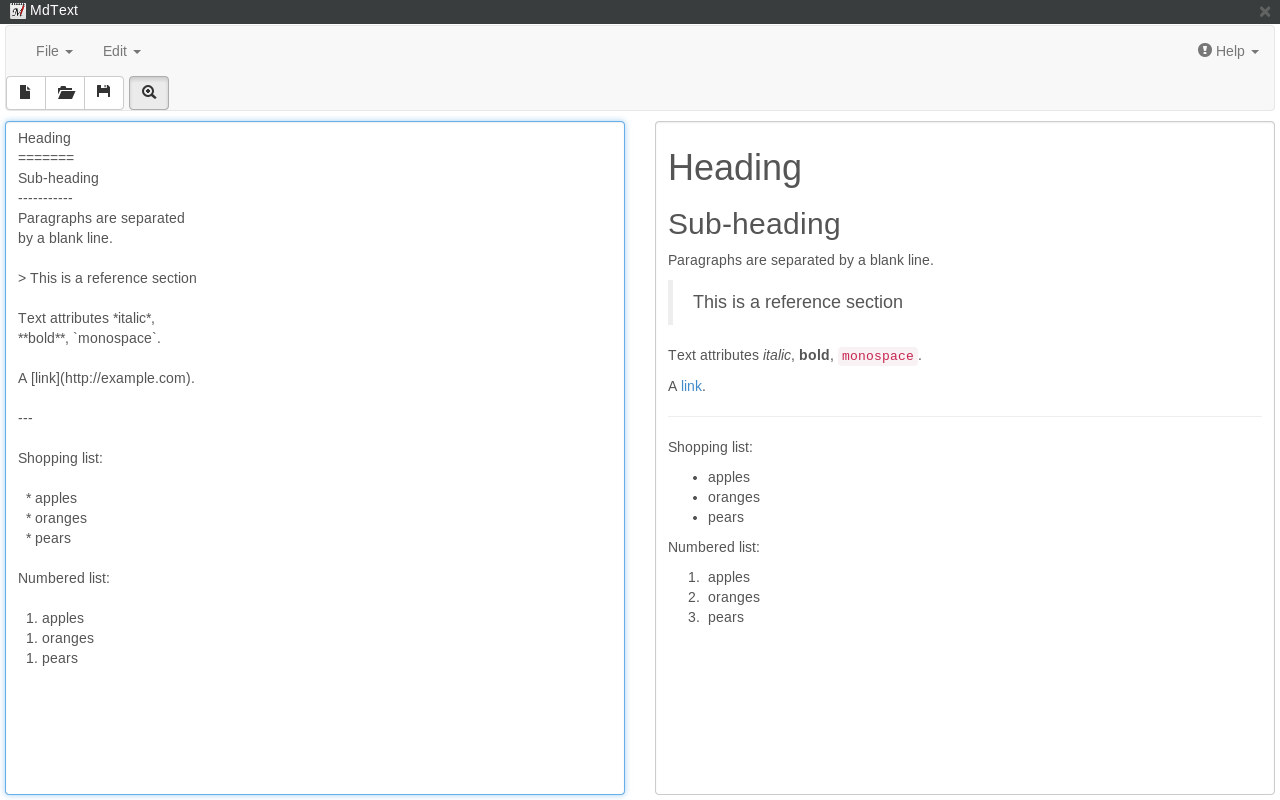 MdText
File
Edit
Help
Heading
=======
Sub-heading
-----------
Paragraphs are separated
by a blank line.
> This is a reference section
Text attributes *italic*,
**bold**, `monospace`.
A [link](http://example.com).
---
Shopping list:
* apples
* oranges
* pears
Numbered list:
1. apples
1. oranges
1. pears
Heading
Sub-heading
Paragraphs are separated by a blank line.
This is a reference section
Text attributes italic, bold, monospace.
A link.
Shopping list:
• apples
• oranges
• pears
Numbered list:
1. apples
2. oranges
3. pears